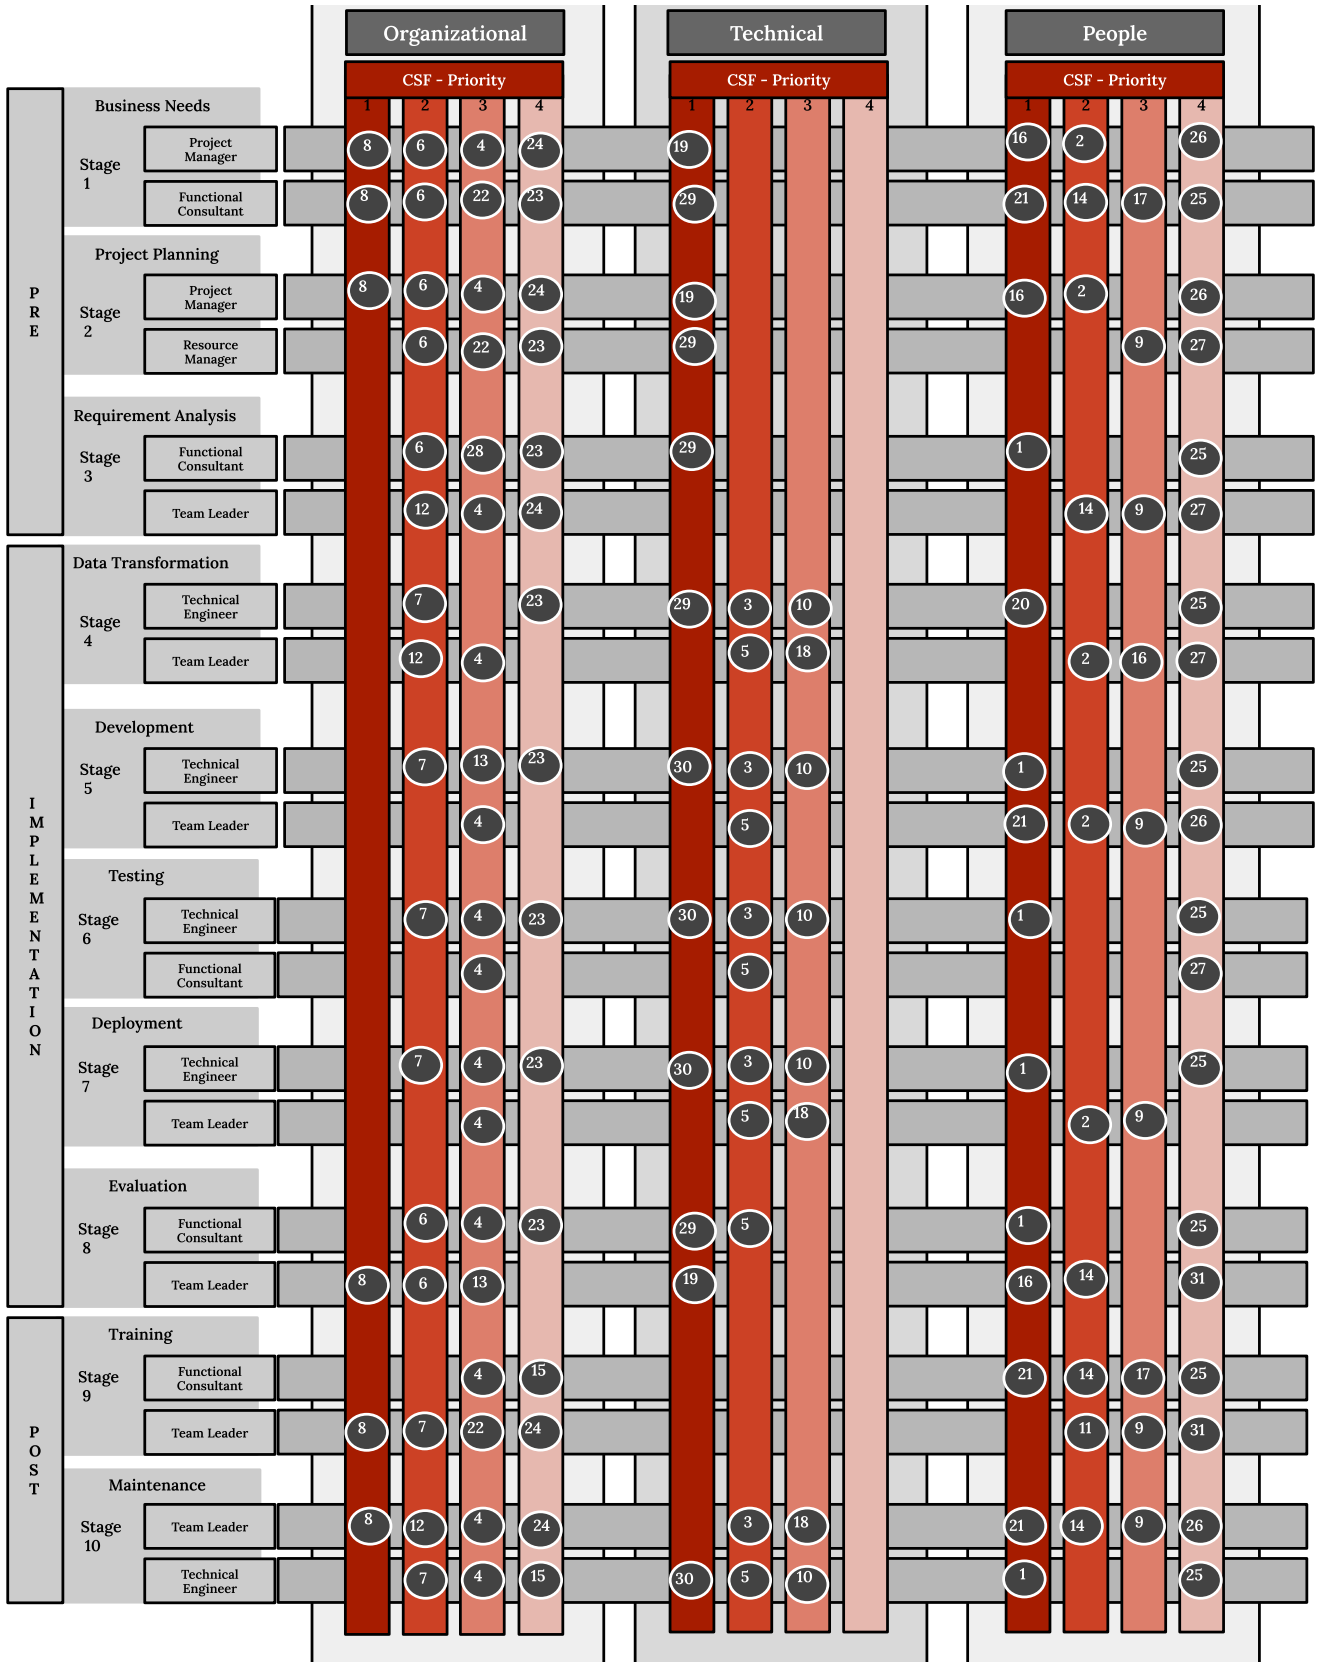 Organizational
Technical
People
CSF - Priority
CSF - Priority
CSF - Priority
1 2 3 4
1 2 3 4
1 2 3 4
PRE
Business Needs
Stage
1
Project
Manager
8 6 4 24 19 16 2 26
Functional
Consultant
8 6 22 23 29 21 14 17 25
Project Planning
Stage
2
Project
Manager
8 6 4 24 19 16 2 26
Resource
Manager
6 22 23 29 9 27
Requirement Analysis
Stage
3
Functional
Consultant
6 28 23 29 1 25
Team Leader
12 4 24 14 9 27
IMPLEMENTATION
Data Transformation
Stage
4
Technical
Engineer
7 23 29 3 10 20 25
Team Leader
12 4 5 18 2 16 27
Development
Stage
5
Technical
Engineer
7 13 23 30 3 10 1 25
Team Leader
4 5 21 2 9 26
Testing
Stage
6
Technical
Engineer
7 4 23 30 3 10 1 25
Functional
Consultant
4 5 27
Deployment
Stage
7
Technical
Engineer
7 4 23 30 3 10 1 25
Team Leader
4 5 18 2 9
Evaluation
Stage
8
Functional
Consultant
6 4 23 29 5 1 25
Team Leader
8 6 13 19 16 14 31
POST
Training
Stage
9
Functional
Consultant
4 15 21 14 17 25
Team Leader
8 7 22 24 11 9 31
Maintenance
Stage
10
Team Leader
8 12 4 24 3 18 21 14 9 26
Technical
Engineer
7 4 15 30 5 10 1 25